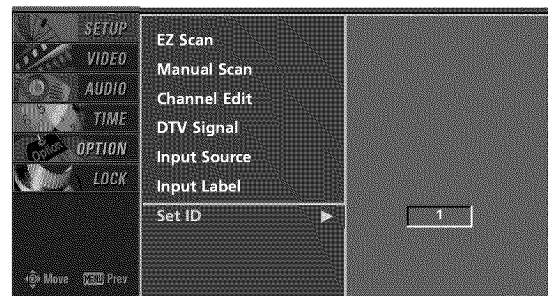 SETUP
VIDEO
AUDIO
TIME
Option OPTION
LOCK
EZ Scan
Manual Scan
Channel Edit
DTV Signal
Input Source
Input Label
Set ID
1
Move MENU Prev